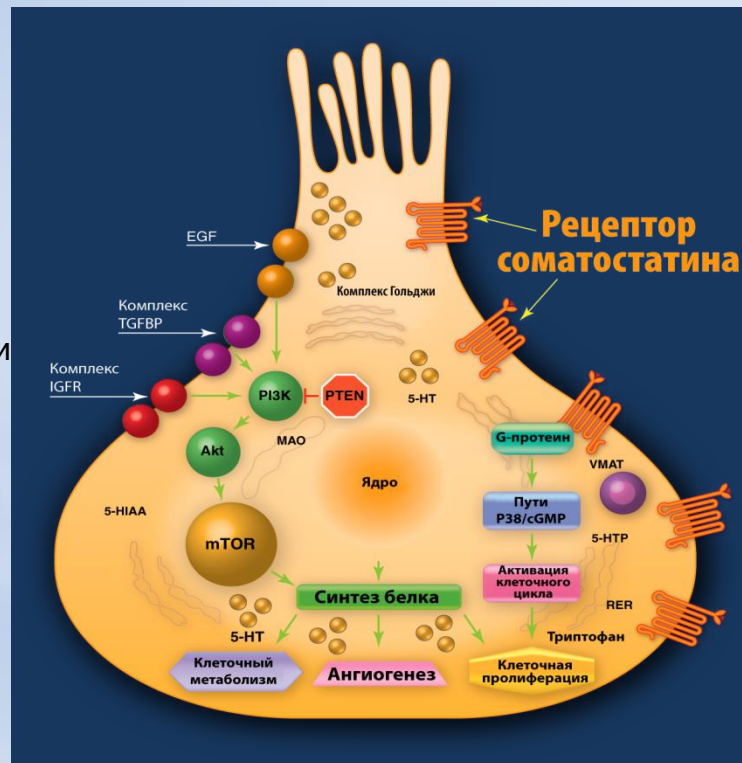 Рецептор
соматостатина
EGF
Комплекс Гольджи
Комплекс
TGFBP
и
Комплекс
IGFR
PI3K
PTEN
5-HT
G-протеин
MAO
Akt
VMAT
Ядро
Пути
P38/cGMP
5-HIAA
mTOR
5-HTP
Активация
клеточного
цикла
Синтез белка
RER
5-HT
Триптофан
Клеточный
метаболизм
Ангиогенез
Клеточная
пролиферация